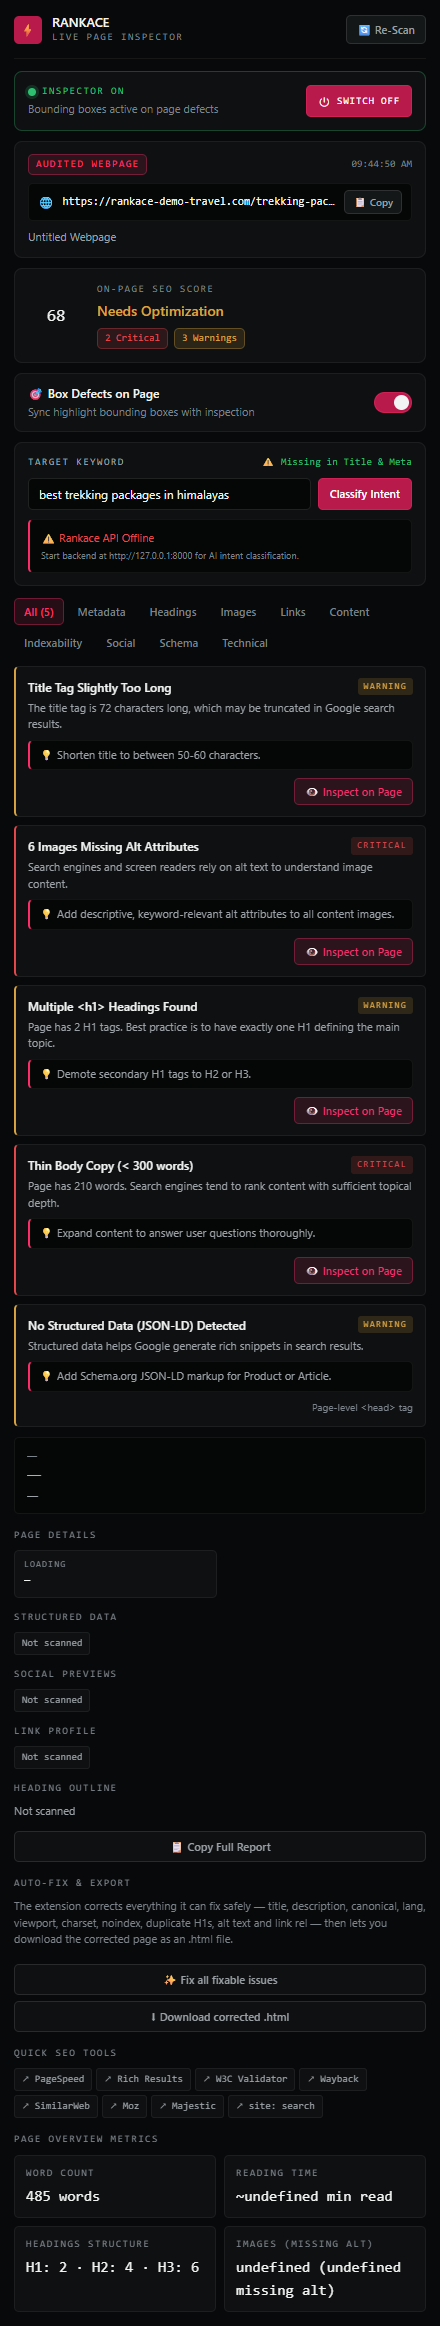 RANKACE
LIVE PAGE INSPECTOR
Re-Scan
INSPECTOR ON
Bounding boxes active on page defects
SWITCH OFF
AUDITED WEBPAGE
09:44:50 AM
https://rankace-demo-travel.com/trekking-pac…
Copy
Untitled Webpage
68
ON-PAGE SEO SCORE
Needs Optimization
2 Critical
3 Warnings
Box Defects on Page
Sync highlight bounding boxes with inspection
TARGET KEYWORD
Missing in Title & Meta
best trekking packages in himalayas
Classify Intent
Rankace API Offline
Start backend at http://127.0.0.1:8000 for AI intent classification.
All (5) Metadata Headings Images Links Content
Indexability Social Schema Technical
Title Tag Slightly Too Long
WARNING
The title tag is 72 characters long, which may be truncated in Google search
results.
Shorten title to between 50-60 characters.
Inspect on Page
6 Images Missing Alt Attributes
CRITICAL
Search engines and screen readers rely on alt text to understand image
content.
Add descriptive, keyword-relevant alt attributes to all content images.
Inspect on Page
Multiple <h1> Headings Found
WARNING
Page has 2 H1 tags. Best practice is to have exactly one H1 defining the main
topic.
Demote secondary H1 tags to H2 or H3.
Inspect on Page
Thin Body Copy (< 300 words)
CRITICAL
Page has 210 words. Search engines tend to rank content with sufficient topical
depth.
Expand content to answer user questions thoroughly.
Inspect on Page
No Structured Data (JSON-LD) Detected
WARNING
Structured data helps Google generate rich snippets in search results.
Add Schema.org JSON-LD markup for Product or Article.
Page-level <head> tag
—
—
—
PAGE DETAILS
LOADING
—
STRUCTURED DATA
Not scanned
SOCIAL PREVIEWS
Not scanned
LINK PROFILE
Not scanned
HEADING OUTLINE
Not scanned
Copy Full Report
AUTO-FIX & EXPORT
The extension corrects everything it can fix safely — title, description, canonical, lang,
viewport, charset, noindex, duplicate H1s, alt text and link rel — then lets you
download the corrected page as an .html file.
Fix all fixable issues
⬇ Download corrected .html
QUICK SEO TOOLS
↗ PageSpeed ↗ Rich Results ↗ W3C Validator ↗ Wayback
↗ SimilarWeb ↗ Moz ↗ Majestic ↗ site: search
PAGE OVERVIEW METRICS
WORD COUNT
485 words
READING TIME
~undefined min read
HEADINGS STRUCTURE
H1: 2 · H2: 4 · H3: 6
IMAGES (MISSING ALT)
undefined (undefined
missing alt)